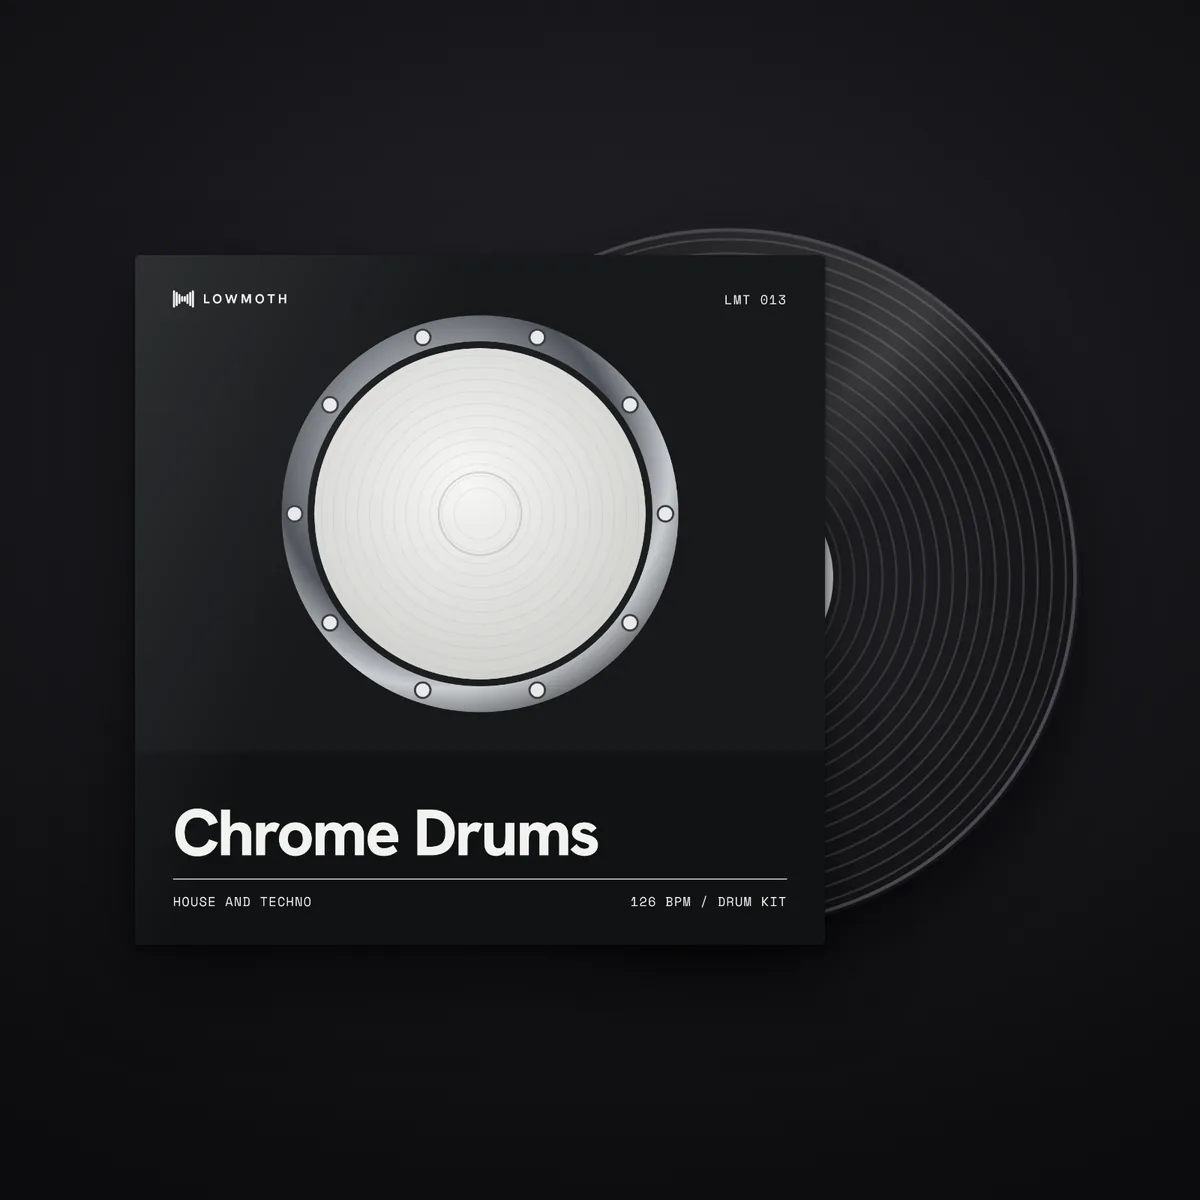 LOWMOTH
LMT 013
Chrome Drums
HOUSE AND TECHNO
126 BPM / DRUM KIT